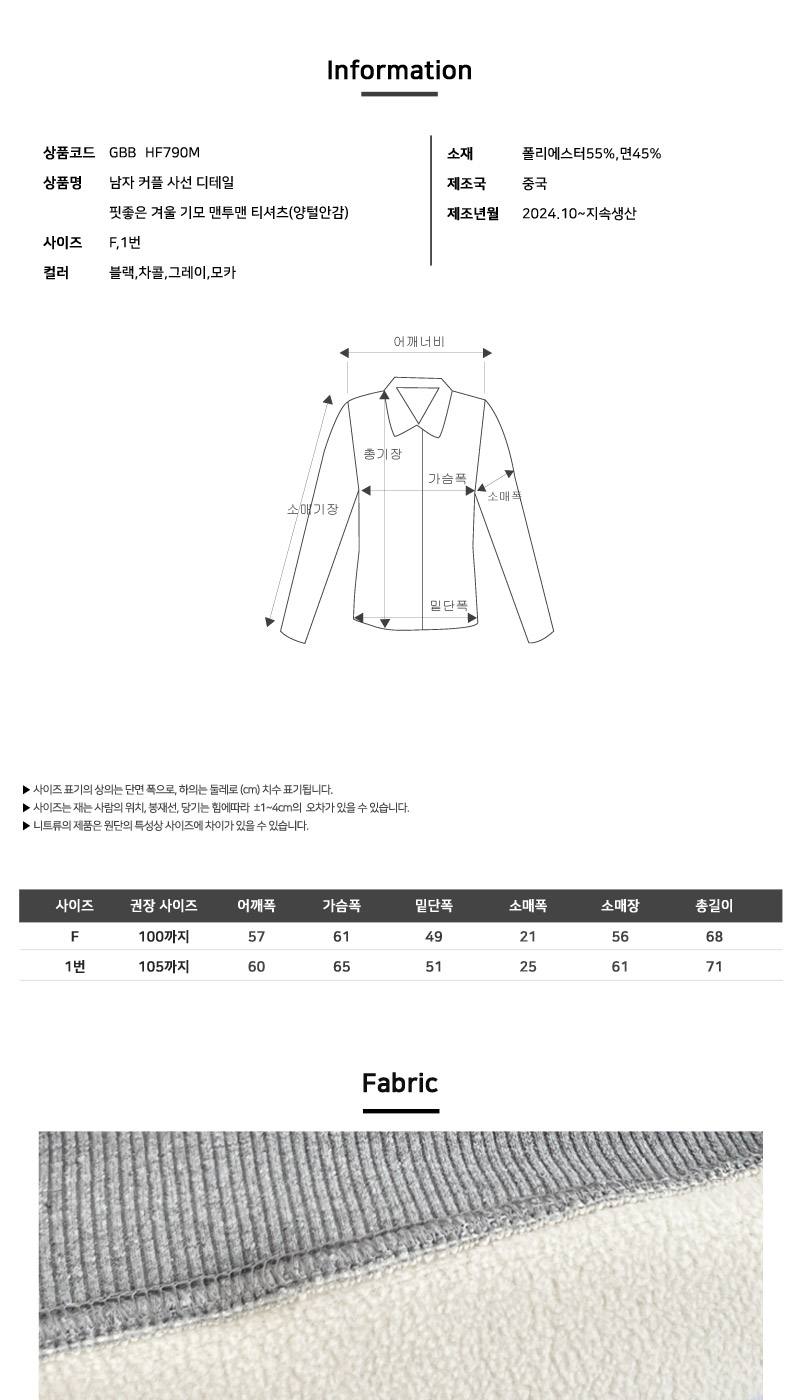 Information
상품코드 GBB HF790M
상품명 남자 커플 사선 디테일
핏좋은 겨울 기모 맨투맨 티셔츠(양털안감)
사이즈 F,1번
컬러 블랙,차콜,그레이,모카
소재 폴리에스터55%,면45%
제조국 중국
제조년월 2024.10~지속생산
어깨너비
총기장
가슴폭
소매폭
소매기장
밑단폭
▶ 사이즈 표기의 상의는 단면 폭으로, 하의는 둘레로 (cm) 치수 표기됩니다.
▶ 사이즈는 재는 사람의 위치, 봉재선, 당기는 힘에따라 ±1~4cm의 오차가 있을 수 있습니다.
▶ 니트류의 제품은 원단의 특성상 사이즈에 차이가 있을 수 있습니다.
사이즈 권장 사이즈 어깨폭 가슴폭 밑단폭 소매폭 소매장 총길이
F 100까지 57 61 49 21 56 68
1번 105까지 60 65 51 25 61 71
Fabric